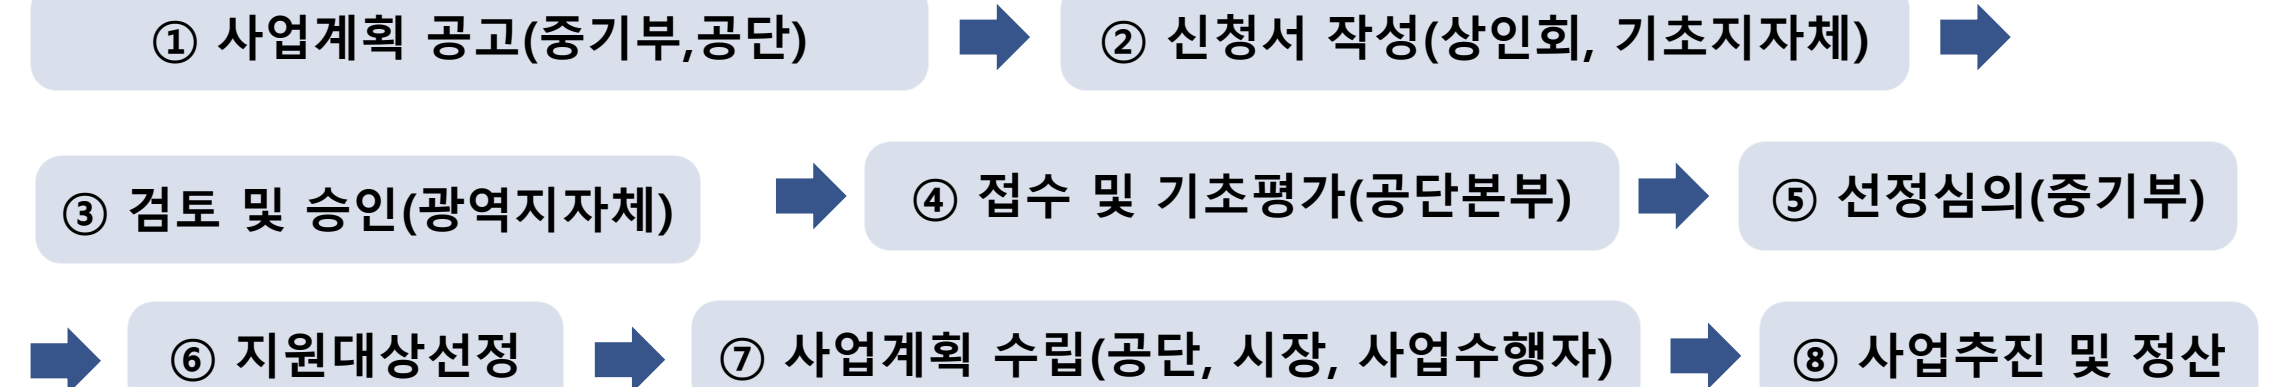 ① 사업계획 공고(중기부,공단)
② 신청서 작성(상인회, 기초지자체)
③ 검토 및 승인(광역지자체)
④ 접수 및 기초평가(공단본부)
⑤ 선정심의(중기부)
⑥ 지원대상선정
⑦ 사업계획 수립(공단, 시장, 사업수행자)
⑧ 사업추진 및 정산